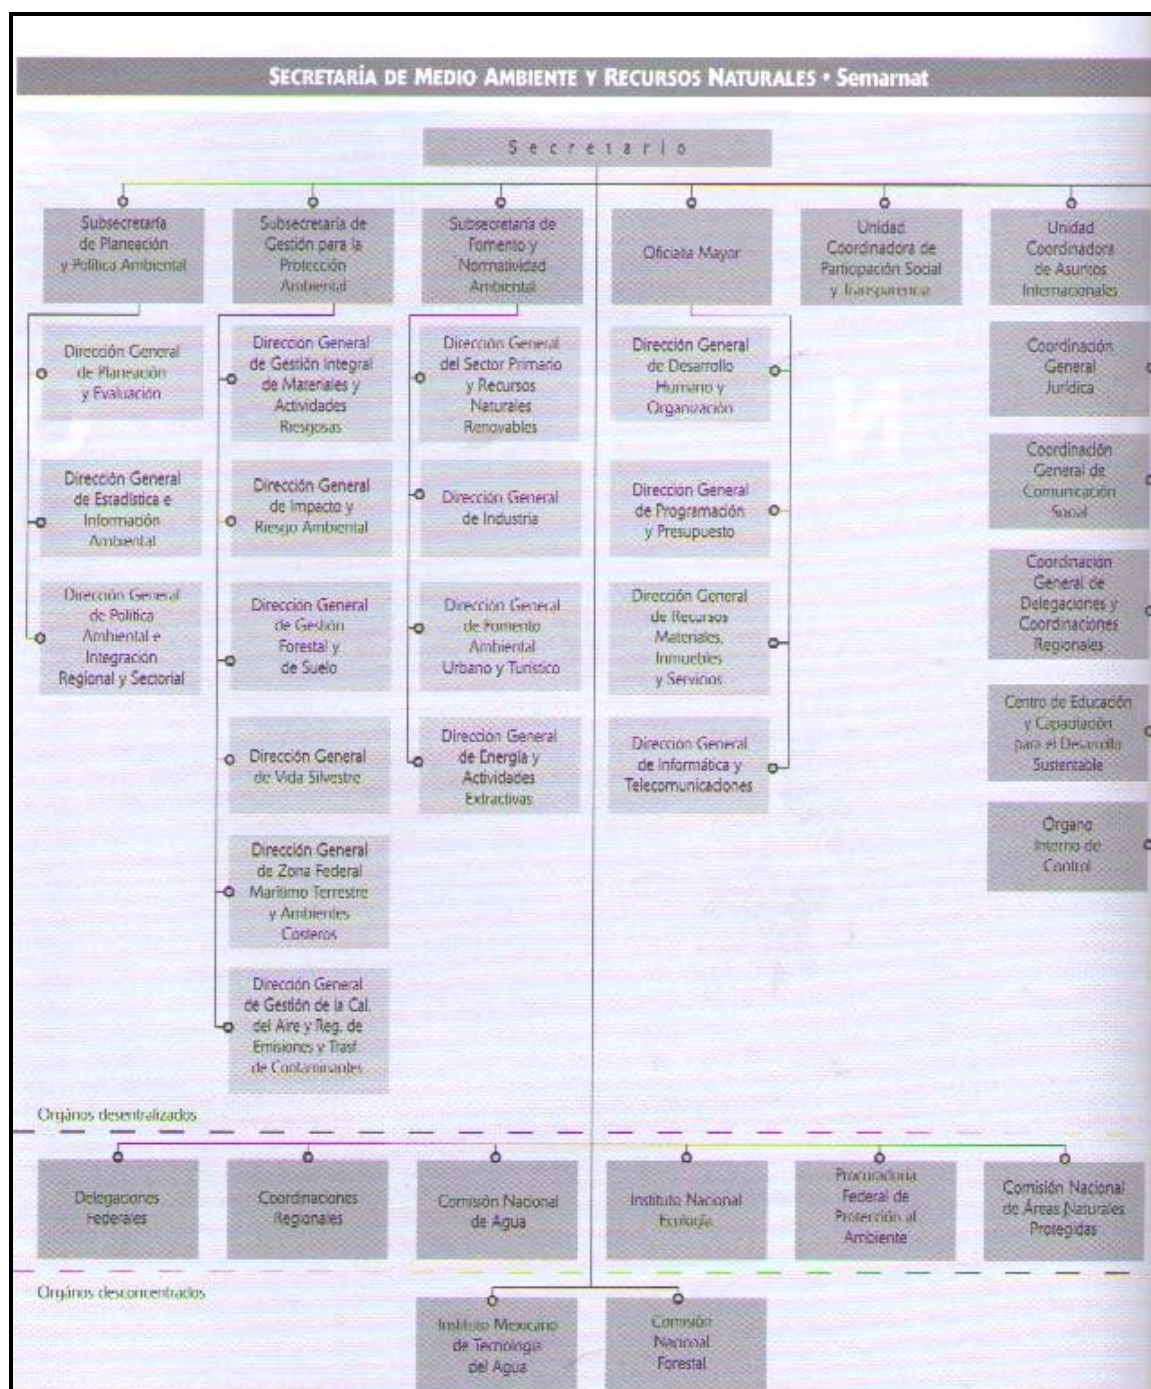 SECRETARÍA DE MEDIO AMBIENTE Y RECURSOS NATURALES • Semarnat
Secretario
Subsecretaría
de Planeación
y Política Ambiental
Subsecretaría de
Gestión para la
Protección
Ambiental
Subsecretaría de
Fomento y
Normatividad
Ambiental
Oficialia Mayor
Unidad
Coordinadora de
Participación Social
y Transparencia
Unidad
Coordinadora
de Asuntos
Internacionales
Dirección General
de Planeación
y Evaluación
Dirección General
de Estadística e
Información
Ambiental
Dirección General
de Política
Ambiental e
Integración
Regional y Sectorial
Dirección General
de Gestión Integral
de Materiales y
Actividades
Riesgosas
Dirección General
de Impacto y
Riesgo Ambiental
Dirección General
de Gestión
Forestal y
de Suelo
Dirección General
de Vida Silvestre
Dirección General
de Zona Federal
Marítimo Terrestre
y Ambientes
Costeros
Dirección General
de Gestión de la Cal.
del Aire y Reg. de
Emisiones y Trasf.
de Contaminantes
Dirección General
del Sector Primario
y Recursos
Naturales
Renovables
Dirección General
de Industria
Dirección General
de Fomento
Ambiental
Urbano y Turístico
Dirección General
de Energía y
Actividades
Extractivas
Dirección General
de Desarrollo
Humano y
Organización
Dirección General
de Programación
y Presupuesto
Dirección General
de Recursos
Materiales,
Inmuebles
y Servicios
Dirección General
de Informática y
Telecomunicaciones
Coordinación
General
Jurídica
Coordinación
General de
Comunicación
Social
Coordinación
General de
Delegaciones y
Coordinaciones
Regionales
Centro de Educación
y Capacitación
para el Desarrollo
Sustentable
Órgano
Interno de
Control
Orgános desentralizados
Delegaciones
Federales
Coordinaciones
Regionales
Comisión Nacional
de Agua
Instituto Nacional
Ecología
Procuraduría
Federal de
Protección al
Ambiente
Comisión Nacional
de Áreas Naturales
Protegidas
Orgános desconcentrados
Instituto Mexicano
de Tecnología
del Agua
Comisión
Nacional
Forestal